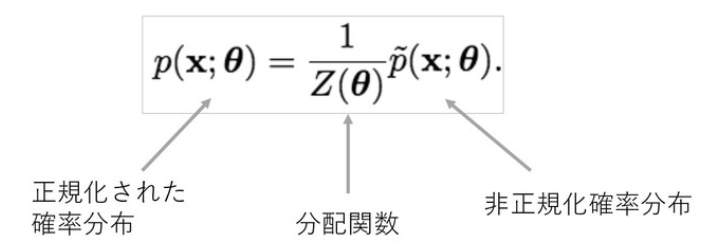 p(x; θ) = 1/Z(θ) p̃(x; θ).
正規化された
確率分布
分配関数
非正規化確率分布